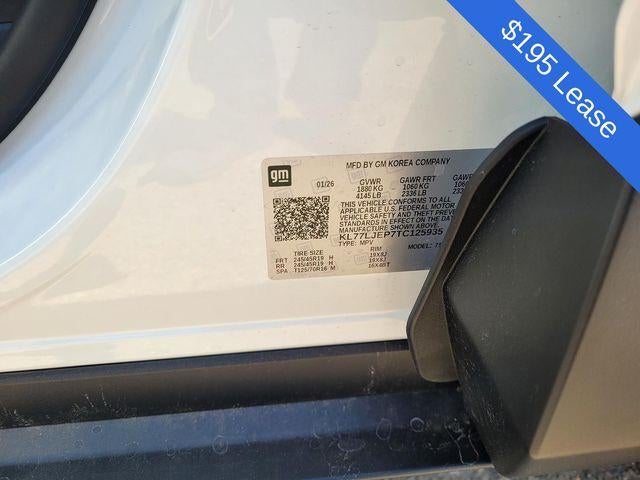 $195 Lease
gm
MFD BY GM KOREA COMPANY
01/26
GVWR GAWR FRT GAWR
1880 KG 1060 KG
4145 LB 2336 LB
THIS VEHICLE CONFORMS TO ALL
APPLICABLE U.S. FEDERAL MOTOR
VEHICLE SAFETY AND THEFT PREVE
STANDARDS IN EFFECT ON THE DATE
MANUFACTURE SHOWN ABOVE.
KL77LJEP7TC125935
TYPE: MPV MODEL: 75
TIRE SIZE RIM
FRT 245/45R19 H 19X8J
RR 245/45R19 H 19X8J
SPA T125/70R16 M 16X4BT